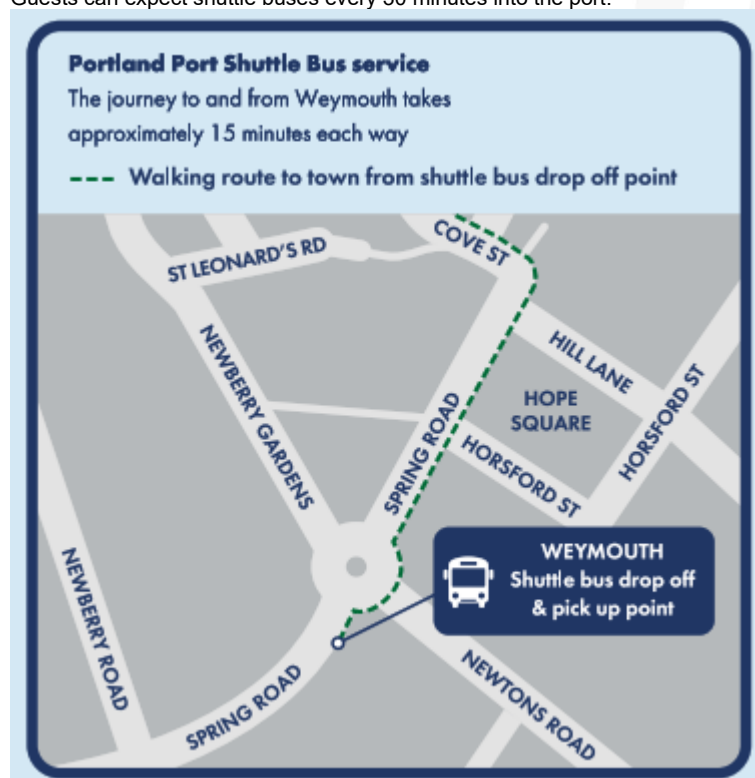 Guests can expect shuttle buses every 30 minutes into the port.
Portland Port Shuttle Bus service
The journey to and from Weymouth takes
approximately 15 minutes each way
Walking route to town from shuttle bus drop off point
COVE ST
ST LEONARD'S RD
HILL LANE
NEWBERRY GARDENS
HOPE
SQUARE
HORSFORD ST
SPRING ROAD
HORSFORD ST
WEYMOUTH
Shuttle bus drop off
& pick up point
NEWBERRY ROAD
SPRING ROAD
NEWTONS ROAD